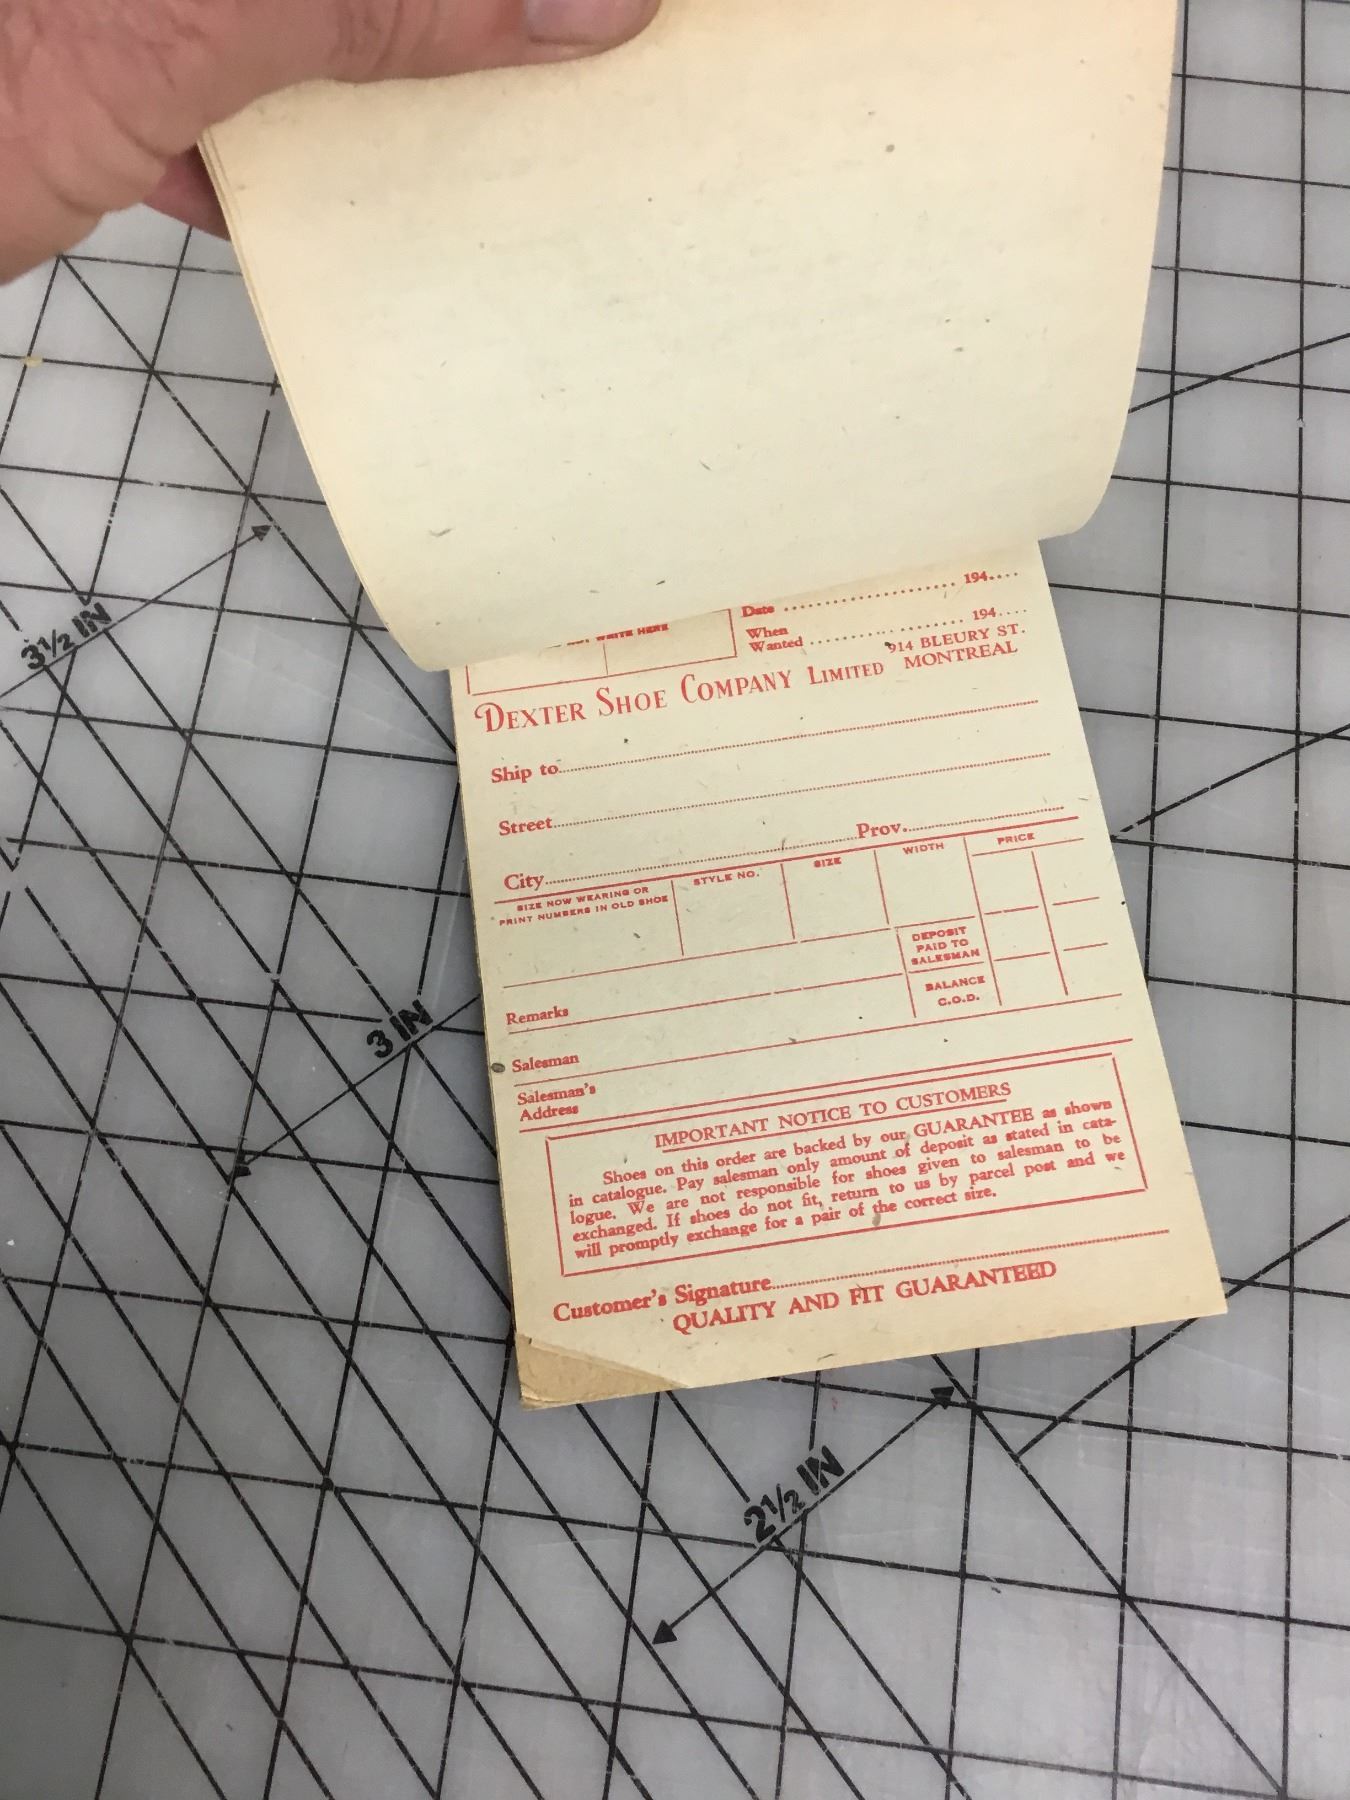 Date .................... 194....
WRITE HERE
When
Wanted .................... 194....
914 BLEURY ST.
DEXTER SHOE COMPANY LIMITED MONTREAL
Ship to
Street
City Prov.
SIZE NOW WEARING OR
PRINT NUMBERS IN OLD SHOE
STYLE NO. SIZE WIDTH PRICE
DEPOSIT
PAID TO
SALESMAN
BALANCE
C.O.D.
Remarks
Salesman
Salesman's
Address
IMPORTANT NOTICE TO CUSTOMERS
Shoes on this order are backed by our GUARANTEE as shown
in catalogue. Pay salesman only amount of deposit as stated in cata-
logue. We are not responsible for shoes given to salesman to be
exchanged. If shoes do not fit, return to us by parcel post and we
will promptly exchange for a pair of the correct size.
Customer's Signature
QUALITY AND FIT GUARANTEED
3½ IN
3 IN
2½ IN